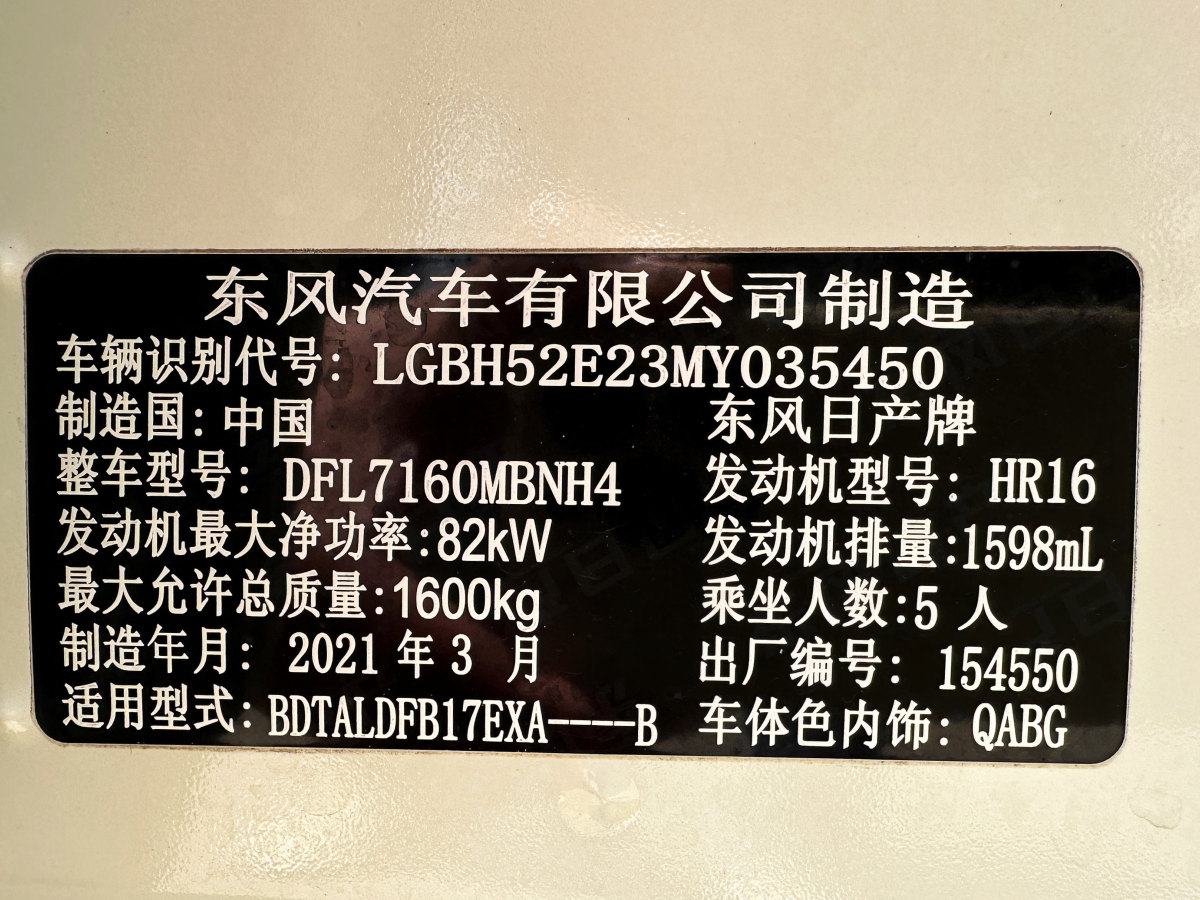 东风汽车有限公司制造
车辆识别代号: LGBH52E23MY035450
制造国: 中国 东风日产牌
整车型号: DFL7160MBNH4 发动机型号: HR16
发动机最大净功率:82kW 发动机排量:1598mL
最大允许总质量:1600kg 乘坐人数:5 人
制造年月: 2021 年 3 月 出厂编号: 154550
适用型式: BDTALDFB17EXA----B 车体色内饰: QABG